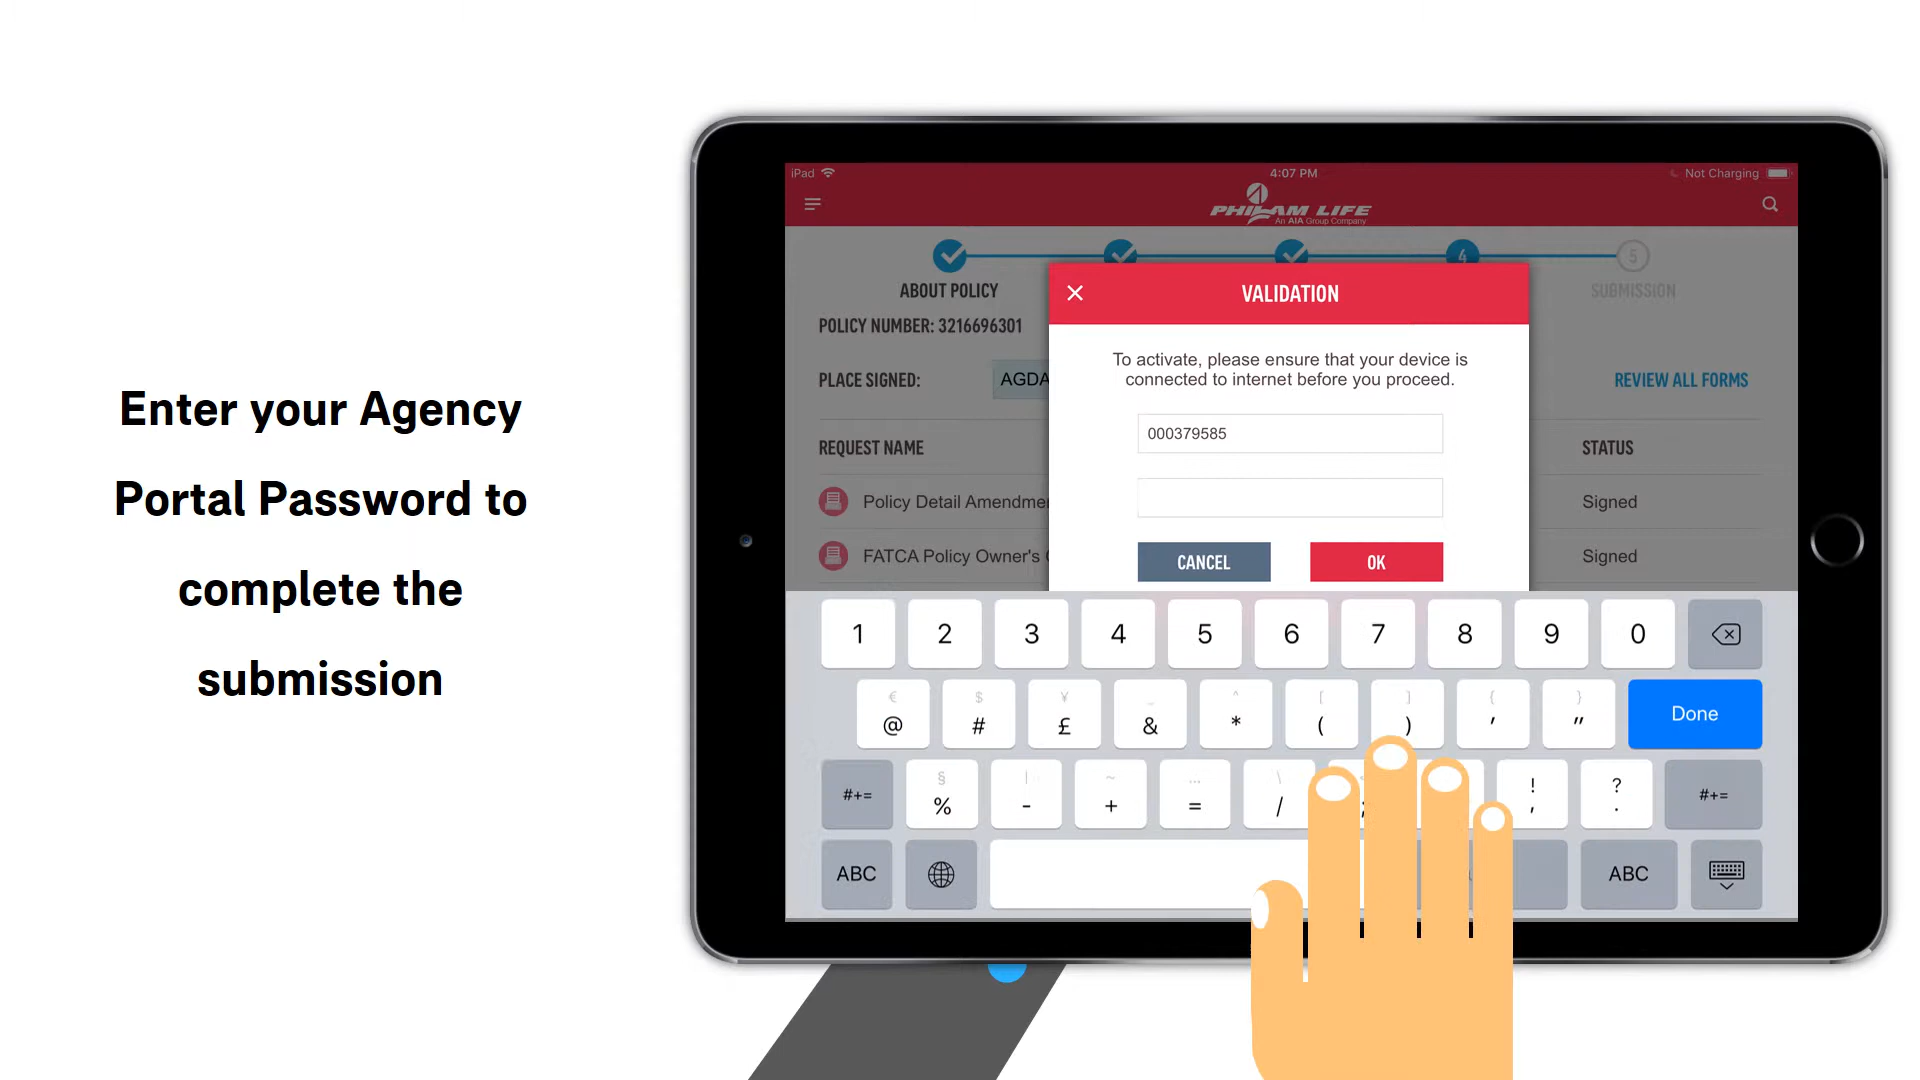 Enter your Agency
Portal Password to
complete the
submission
iPad
4:07 PM
Not Charging
PHILAM LIFE
An AIA Group Company
4
5
ABOUT POLICY
SUBMISSION
POLICY NUMBER: 3216696301
PLACE SIGNED:
AGDA
REVIEW ALL FORMS
REQUEST NAME
STATUS
Policy Detail Amendme
Signed
FATCA Policy Owner's
Signed
VALIDATION
To activate, please ensure that your device is
connected to internet before you proceed.
000379585
CANCEL
OK
1 2 3 4 5 6 7 8 9 0
€ $ ¥ _ ^ [ ] { }
@ # £ & * ( ) ' "
Done
§ | ~ … \ ! ?
#+= % - + = / ; , . #+=
ABC
ABC